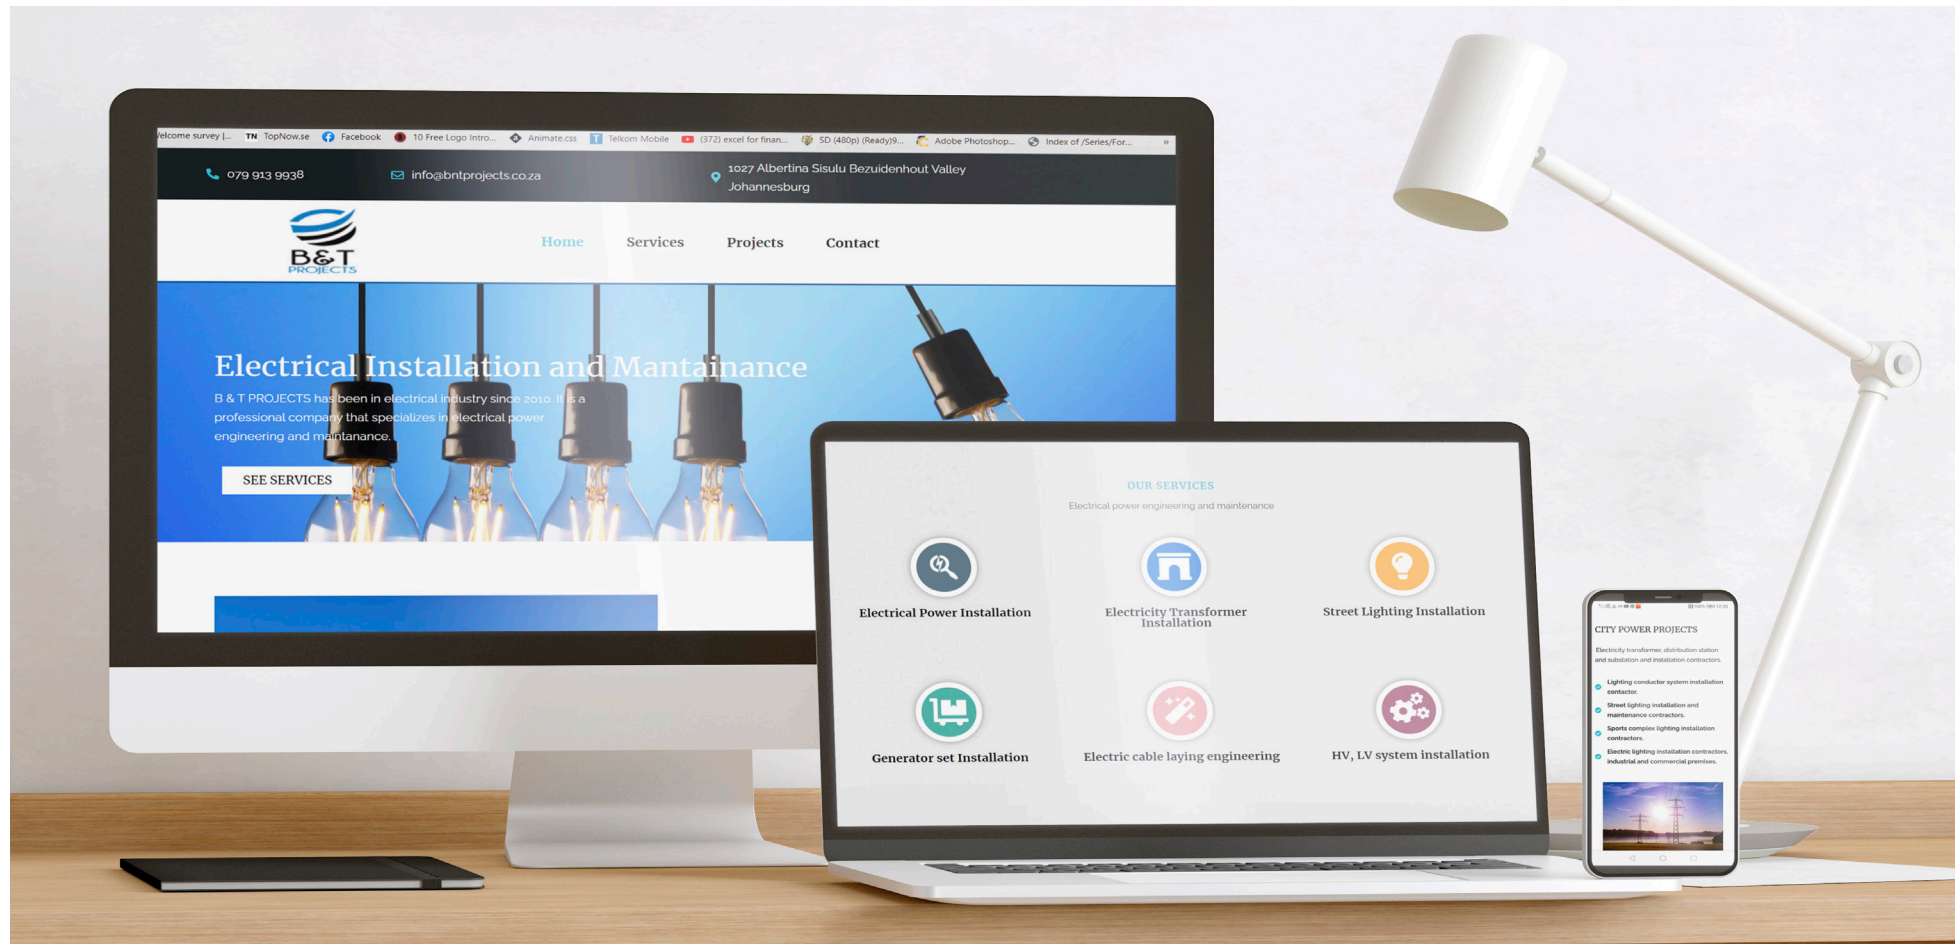 Welcome survey |... TN TopNow.se Facebook 10 Free Logo Intro... Animate.css Telkom Mobile (372) excel for finan... SD (480p) (Ready)9... Adobe Photoshop... Index of /Series/For... »
079 913 9938 info@bntprojects.co.za
1027 Albertina Sisulu Bezuidenhout Valley
Johannesburg
B&T
PROJECTS
Home Services Projects Contact
Electrical Installation and Mantainance
B & T PROJECTS has been in electrical industry since 2010. It is a
professional company that specializes in electrical power
engineering and maintanance.
SEE SERVICES
OUR SERVICES
Electrical power engineering and maintenance
Electrical Power Installation
Electricity Transformer
Installation
Street Lighting Installation
Generator set Installation
Electric cable laying engineering
HV, LV system installation
100% 12:55
CITY POWER PROJECTS
Electricity transformer, distribution station
and substation and installation contractors.
Lighting conductor system installation
contactor.
Street lighting installation and
maintenance contractors.
Sports complex lighting installation
contractors.
Electric lighting installation contractors,
industrial and commercial premises.